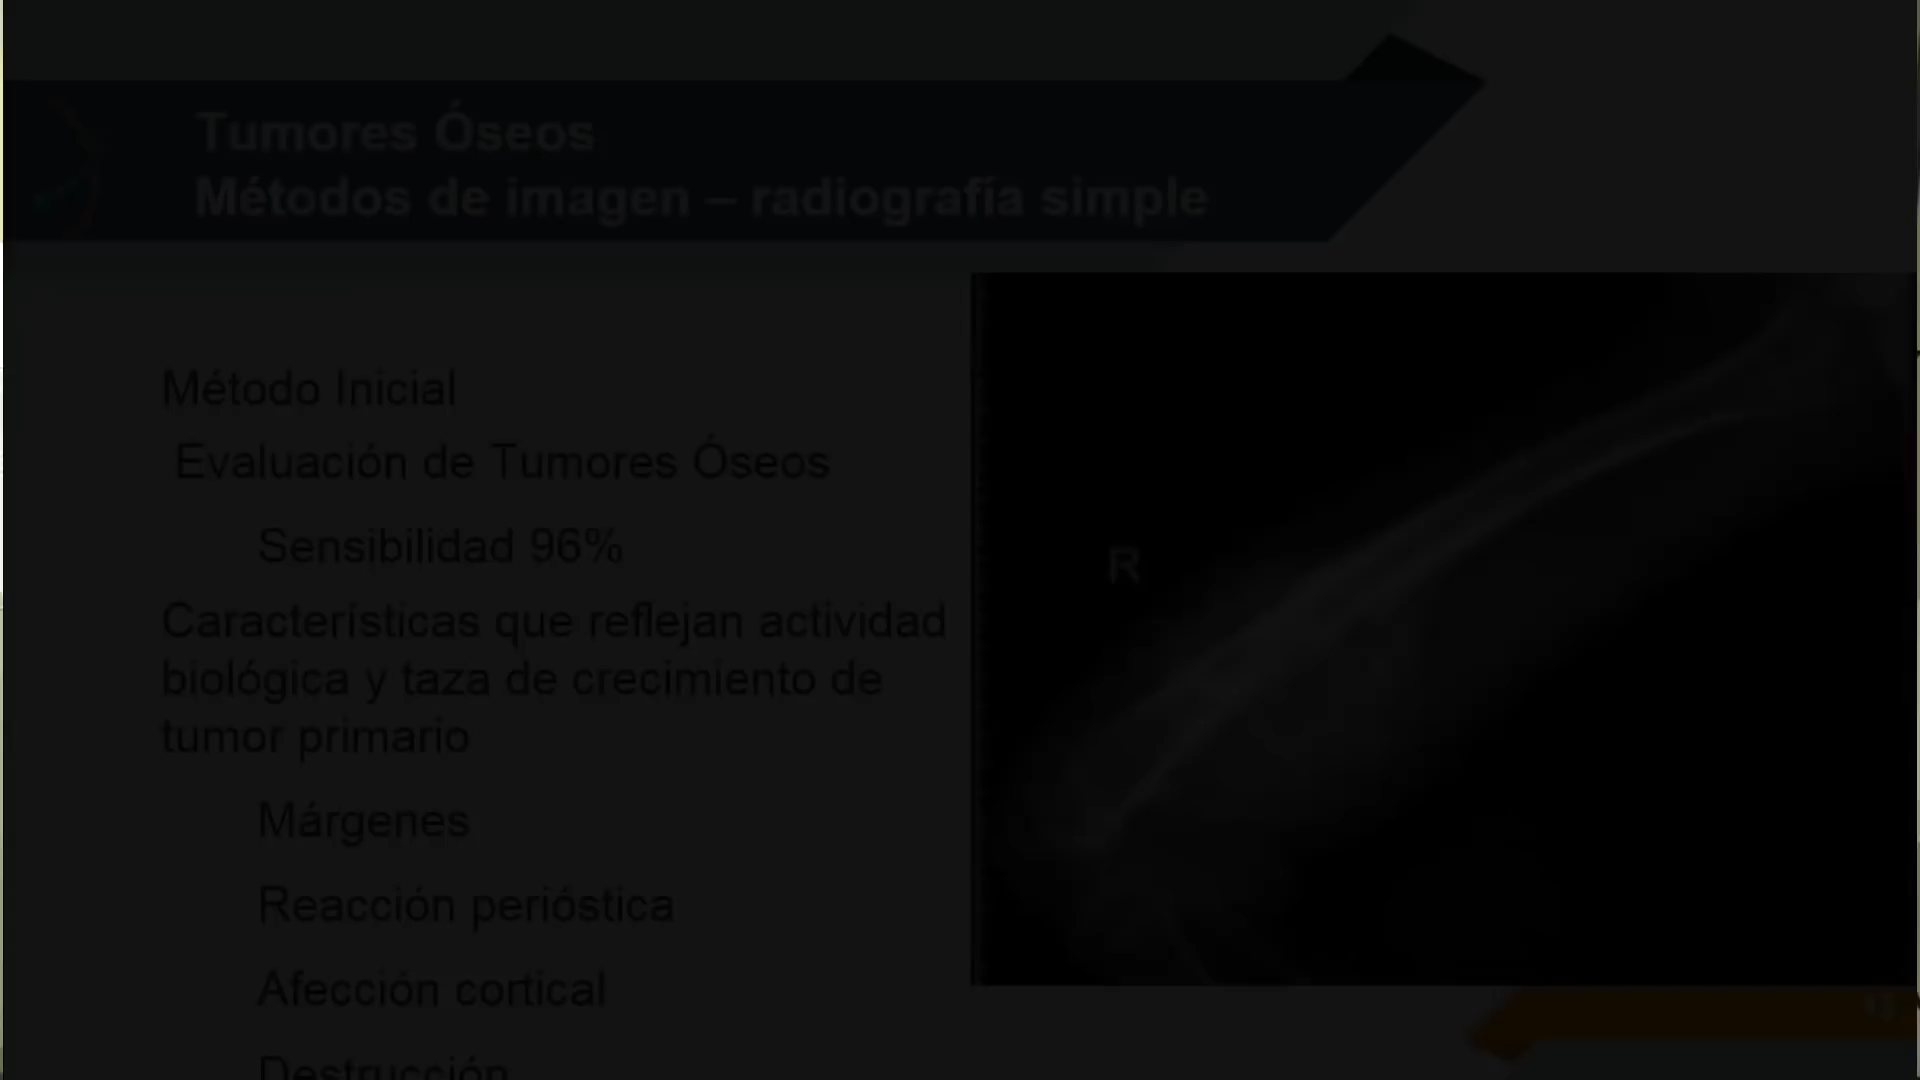 Tumores Óseos
Métodos de imagen – radiografía simple
Método Inicial
Evaluación de Tumores Óseos
Sensibilidad 96%
Características que reflejan actividad
biológica y taza de crecimiento de
tumor primario
R
Márgenes
Reacción perióstica
Afección cortical
Destrucción